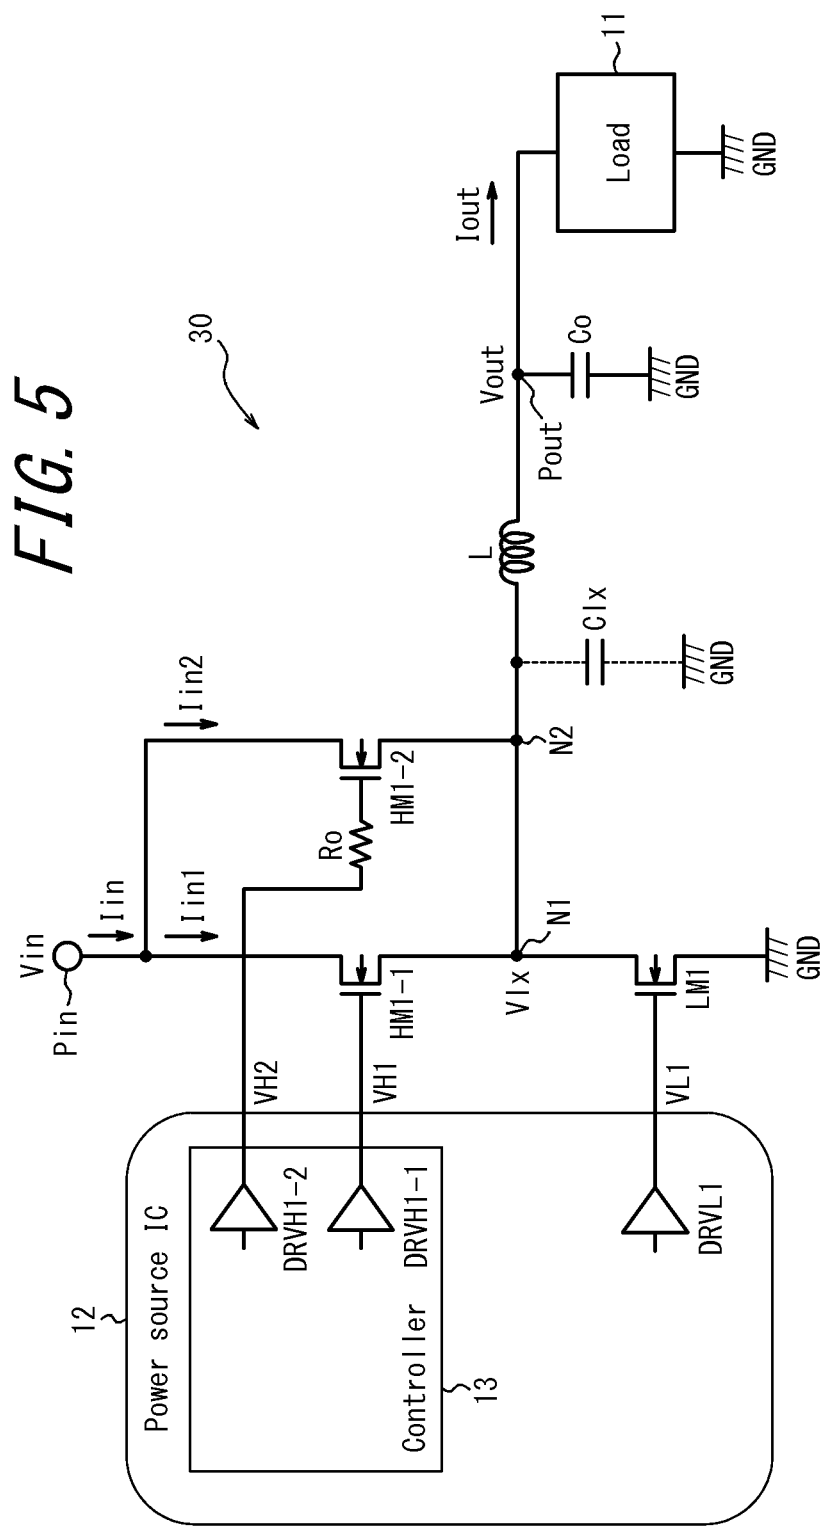 FIG. 5
30
Vin
Pin
Iin
Iin1
Iin2
12
Power source IC
DRVH1-2
VH2
Ro
HM1-2
DRVH1-1
VH1
HM1-1
Controller
13
Vlx
N1
N2
L
Clx
GND
Vout
Pout
Co
GND
Iout
Load
11
GND
DRVL1
VL1
LM1
GND